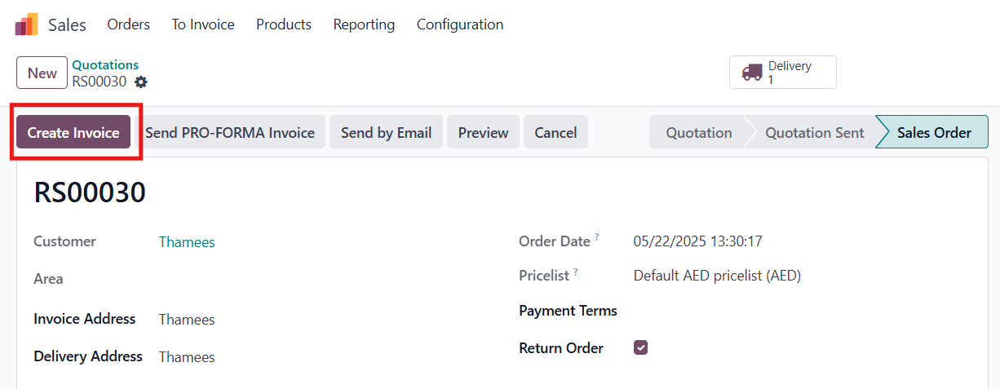 Sales Orders To Invoice Products Reporting Configuration
New Quotations
RS00030
Delivery
1
Create Invoice Send PRO-FORMA Invoice Send by Email Preview Cancel Quotation Quotation Sent Sales Order
RS00030
Customer Thamees Order Date ? 05/22/2025 13:30:17
Area Pricelist ? Default AED pricelist (AED)
Invoice Address Thamees Payment Terms
Delivery Address Thamees Return Order